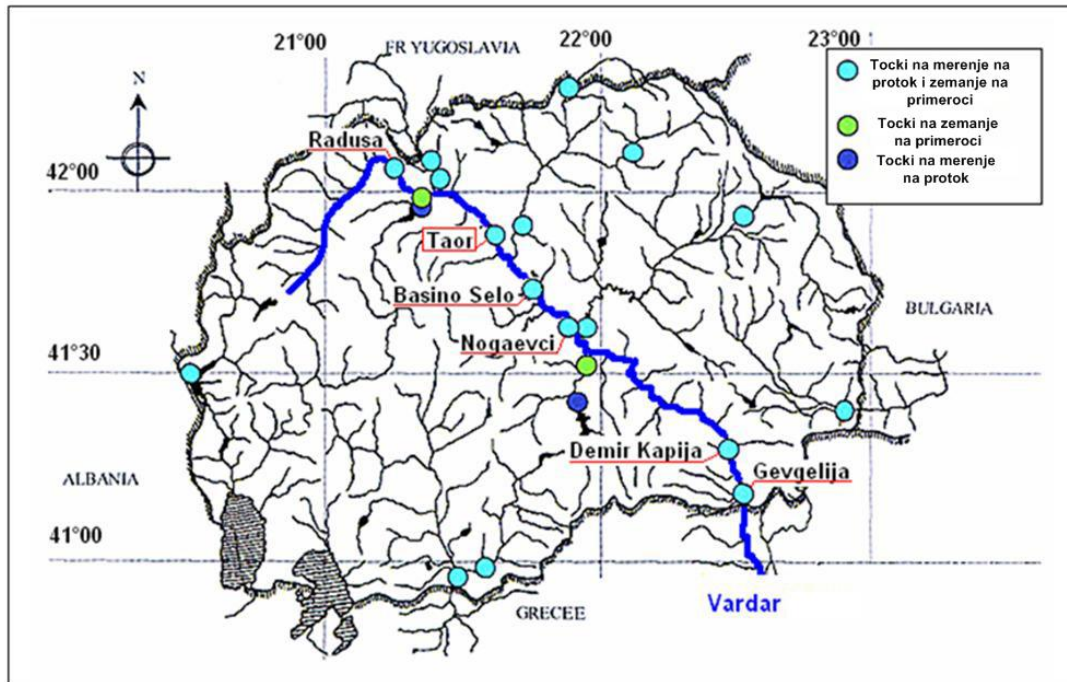 21°00
22°00
23°00
FR YUGOSLAVIA
N
Tocki na merenje na
protok i zemanje na
primeroci
Tocki na zemanje
na primeroci
Tocki na merenje
na protok
Radusa
42°00
Taor
Basino Selo
BULGARIA
Nogaevci
41°30
Demir Kapija
Gevgelija
ALBANIA
41°00
Vardar
GRECEE